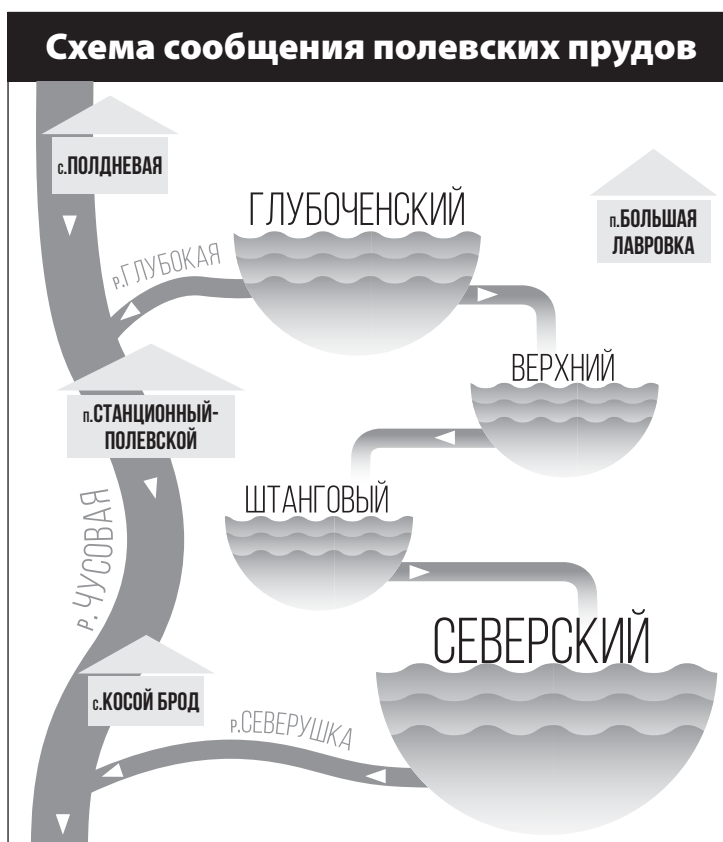 Схема сообщения полевских прудов
с.ПОЛДНЕВАЯ
ГЛУБОЧЕНСКИЙ
п.БОЛЬШАЯ
ЛАВРОВКА
р.ГЛУБОКАЯ
ВЕРХНИЙ
п.СТАНЦИОННЫЙ-
ПОЛЕВСКОЙ
ШТАНГОВЫЙ
р. ЧУСОВАЯ
СЕВЕРСКИЙ
с.КОСОЙ БРОД
р.СЕВЕРУШКА